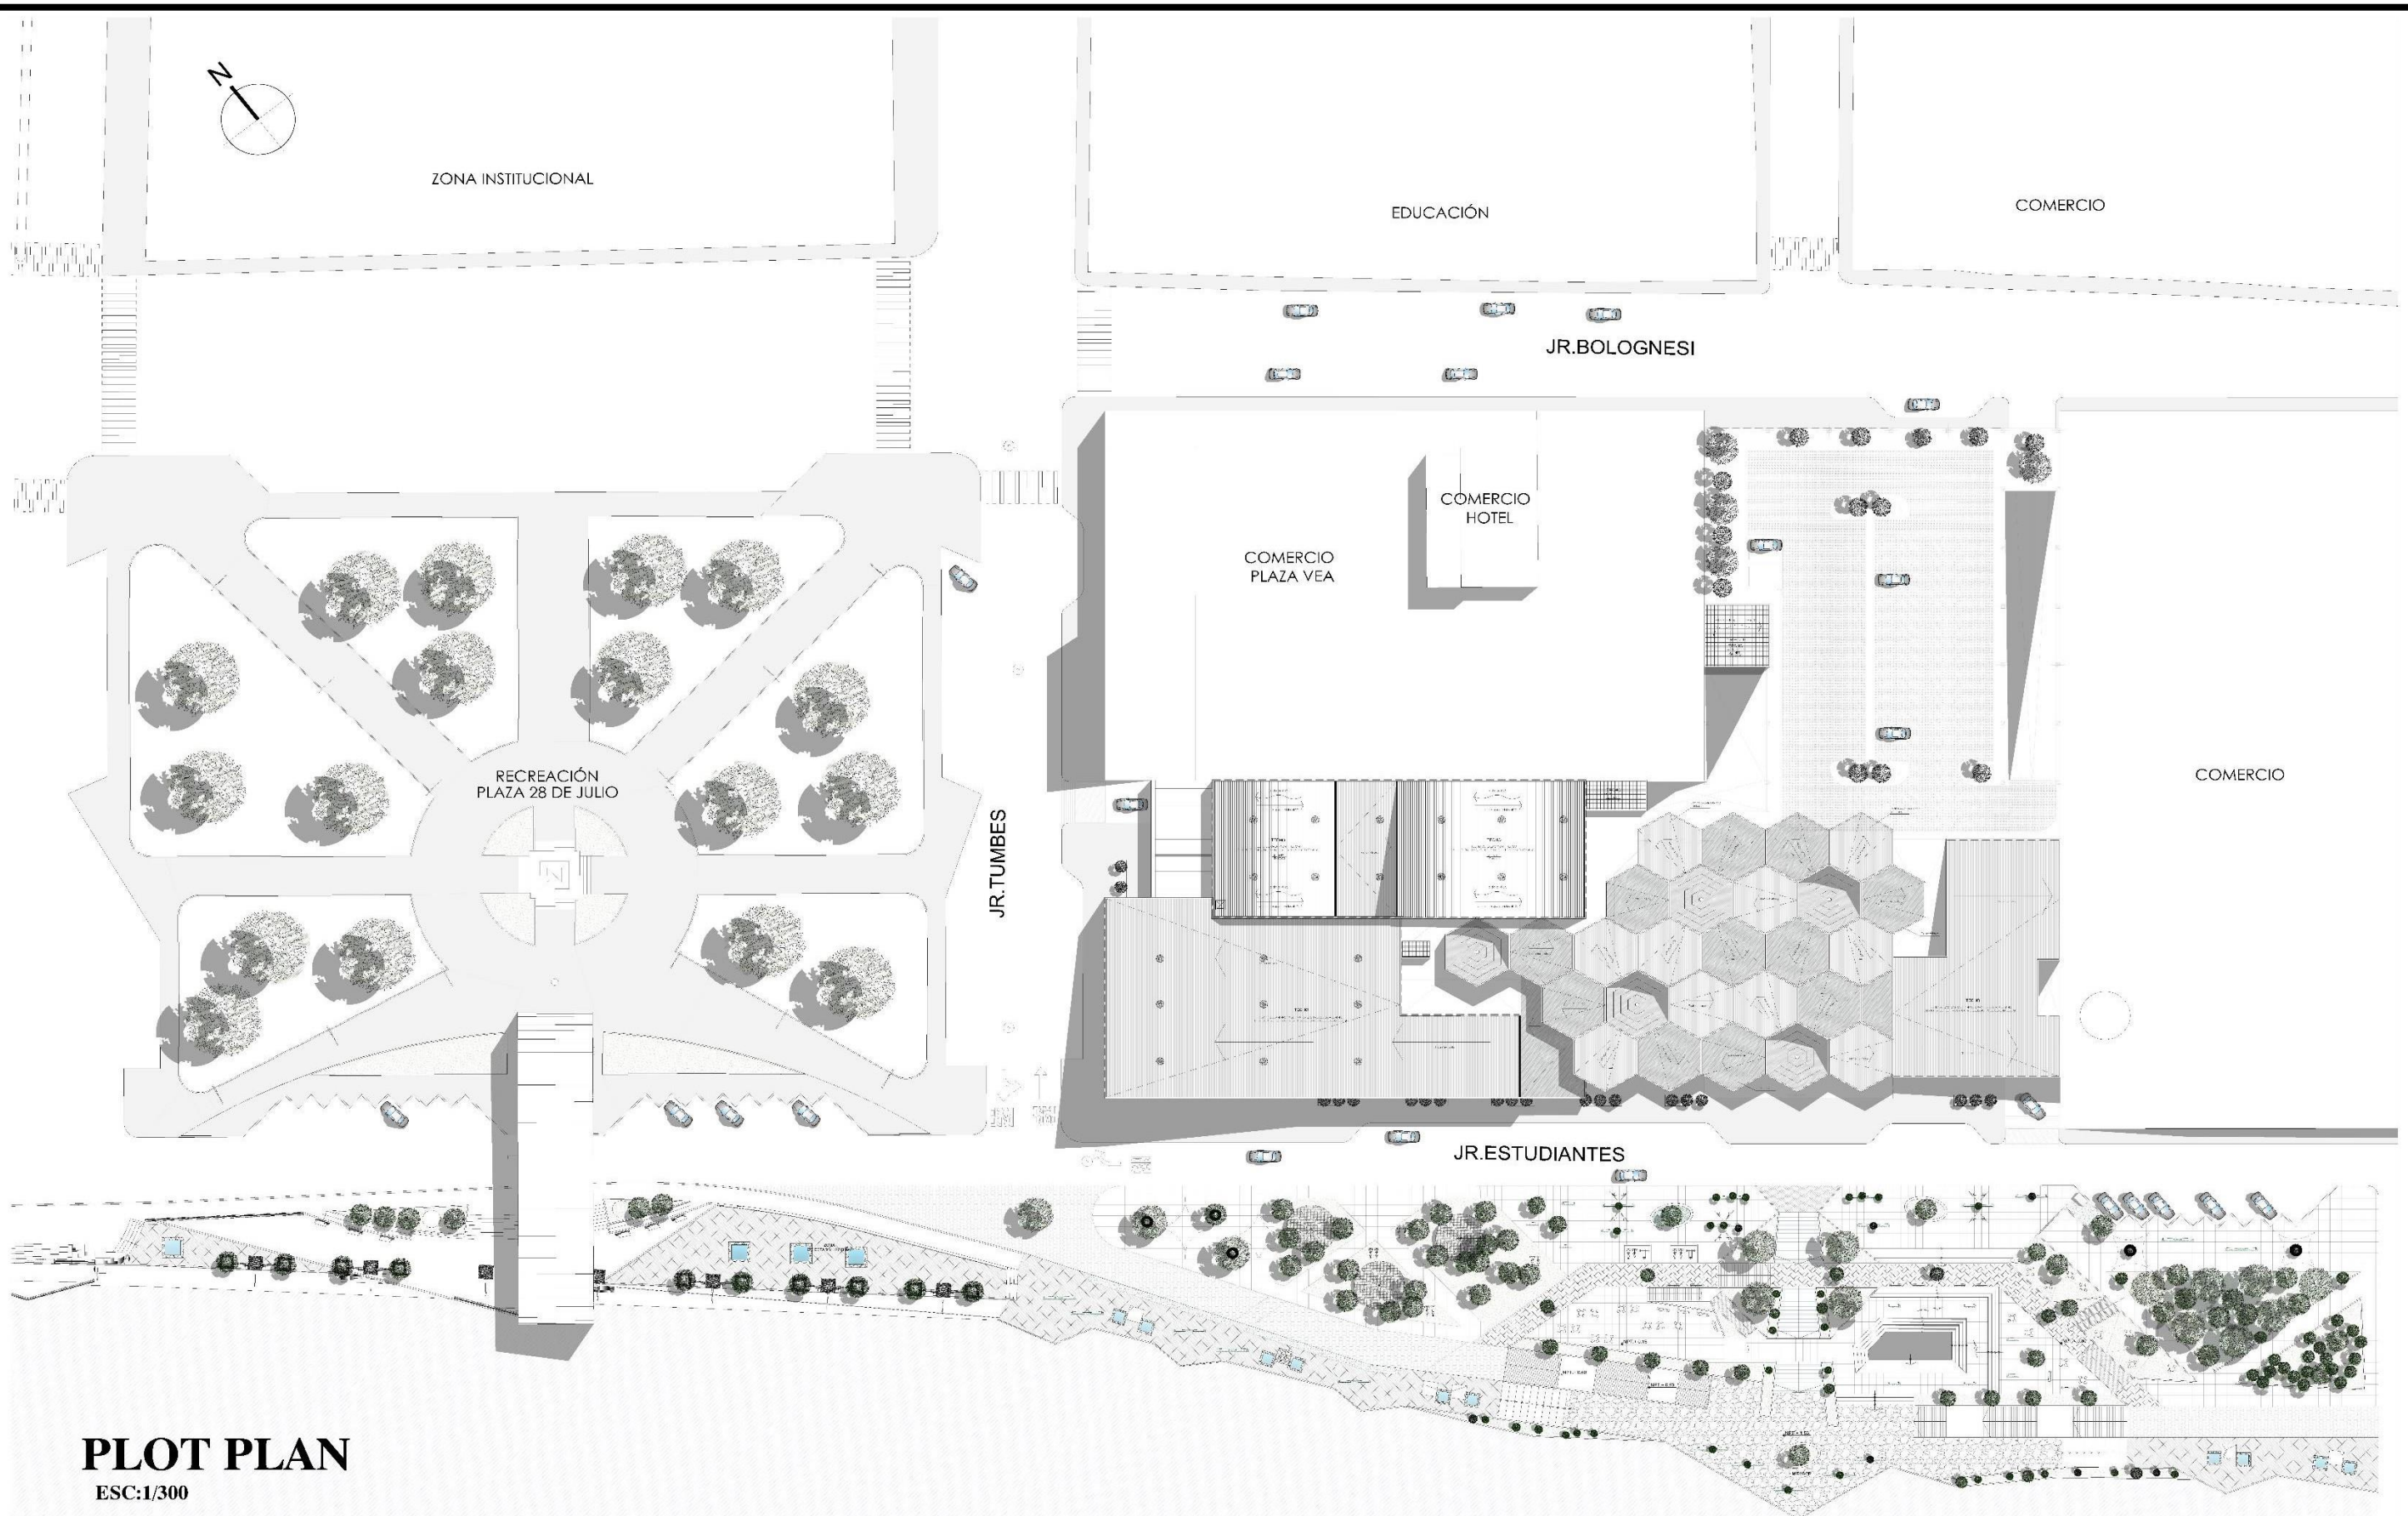 N
ZONA INSTITUCIONAL
EDUCACIÓN
COMERCIO
JR.BOLOGNESI
COMERCIO
HOTEL
COMERCIO
PLAZA VEA
RECREACIÓN
PLAZA 28 DE JULIO
COMERCIO
JR.TUMBES
JR.ESTUDIANTES
PLOT PLAN
ESC:1/300